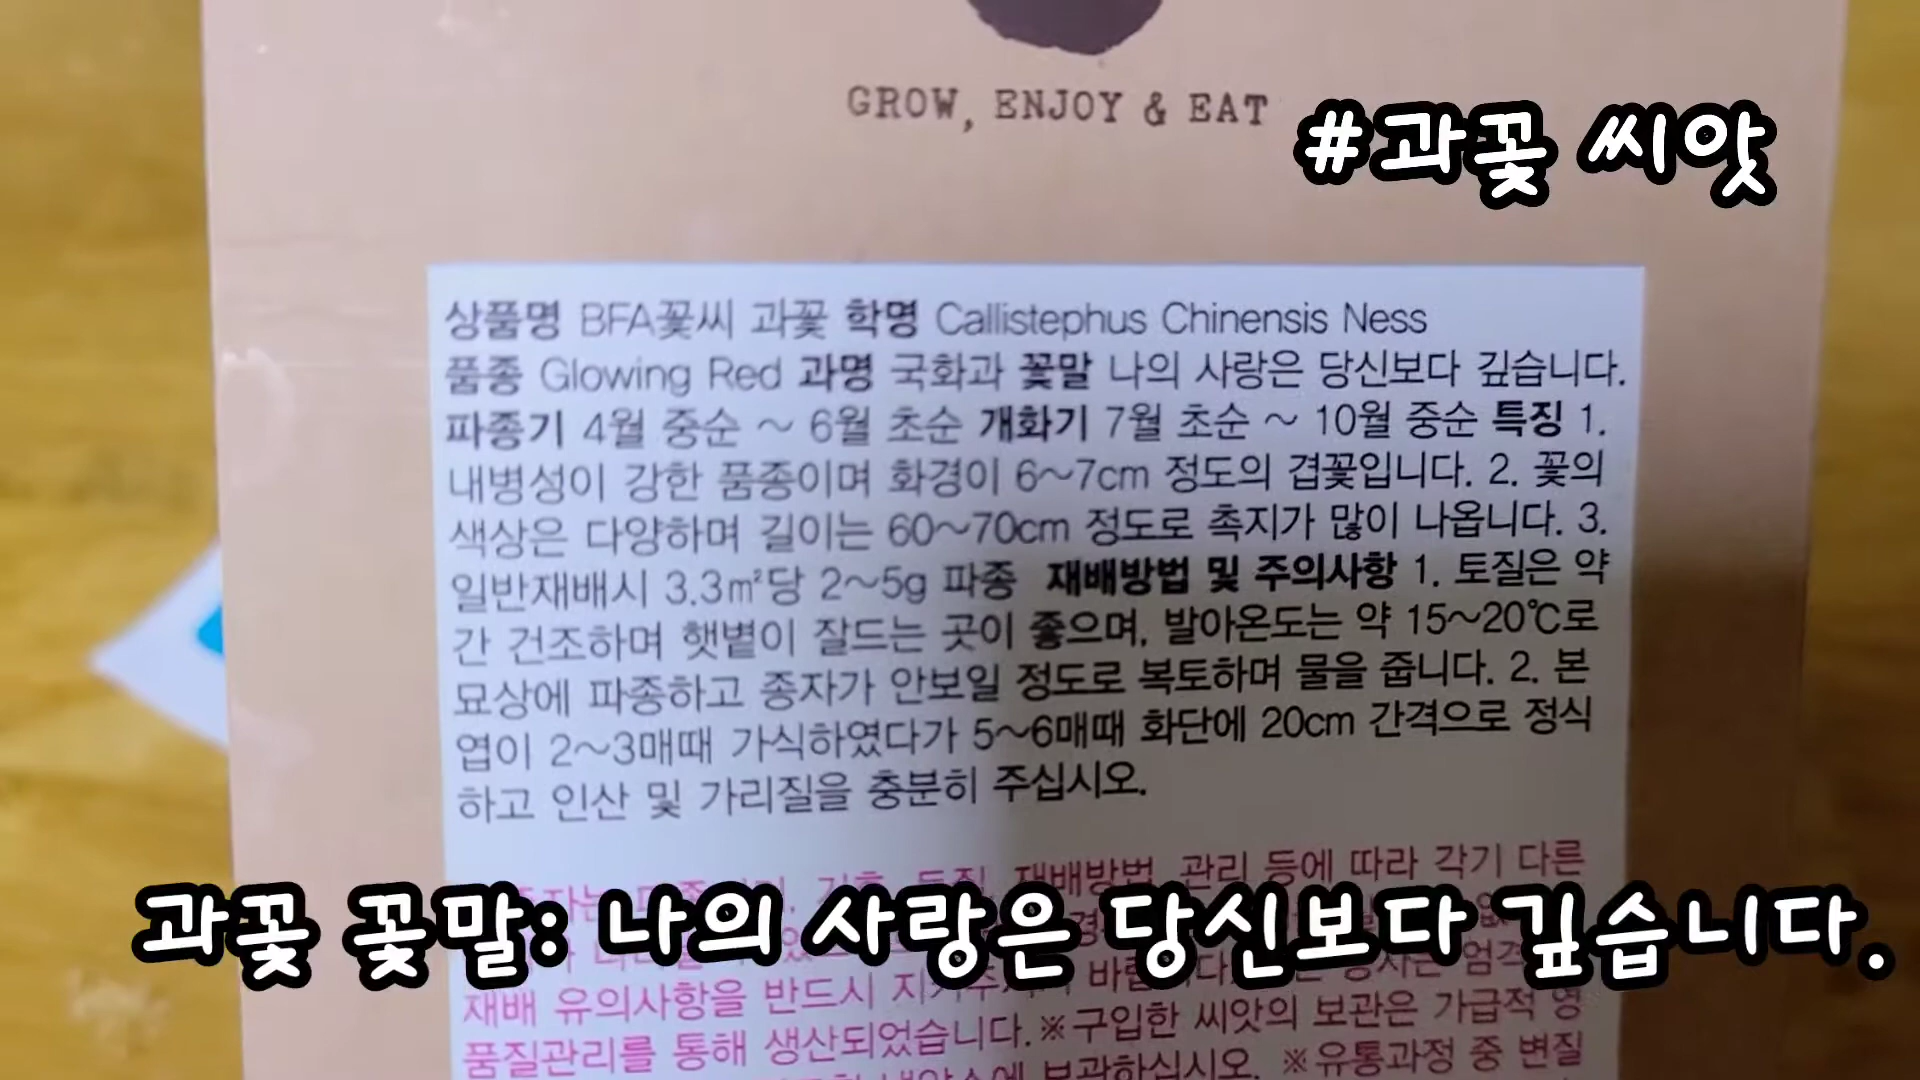 GROW, ENJOY & EAT
#과꽃 씨앗
상품명 BFA꽃씨 과꽃 학명 Callistephus Chinensis Ness
품종 Glowing Red 과명 국화과 꽃말 나의 사랑은 당신보다 깊습니다.
파종기 4월 중순 ~ 6월 초순 개화기 7월 초순 ~ 10월 중순 특징 1.
내병성이 강한 품종이며 화경이 6~7cm 정도의 겹꽃입니다. 2. 꽃의
색상은 다양하며 길이는 60~70cm 정도로 촉지가 많이 나옵니다. 3.
일반재배시 3.3㎡당 2~5g 파종 재배방법 및 주의사항 1. 토질은 약
간 건조하며 햇볕이 잘드는 곳이 좋으며, 발아온도는 약 15~20℃로
묘상에 파종하고 종자가 안보일 정도로 복토하며 물을 줍니다. 2. 본
엽이 2~3매때 가식하였다가 5~6매때 화단에 20cm 간격으로 정식
하고 인산 및 가리질을 충분히 주십시오.
재배방법, 관리 등에 따라 각기 다른
과꽃 꽃말: 나의 사랑은 당신보다 깊습니다.
재배 유의사항을 반드시
품질관리를 통해 생산되었습니다. ※구입한 씨앗의 보관은 가급적
보관하십시오. ※유통과정 중 변질